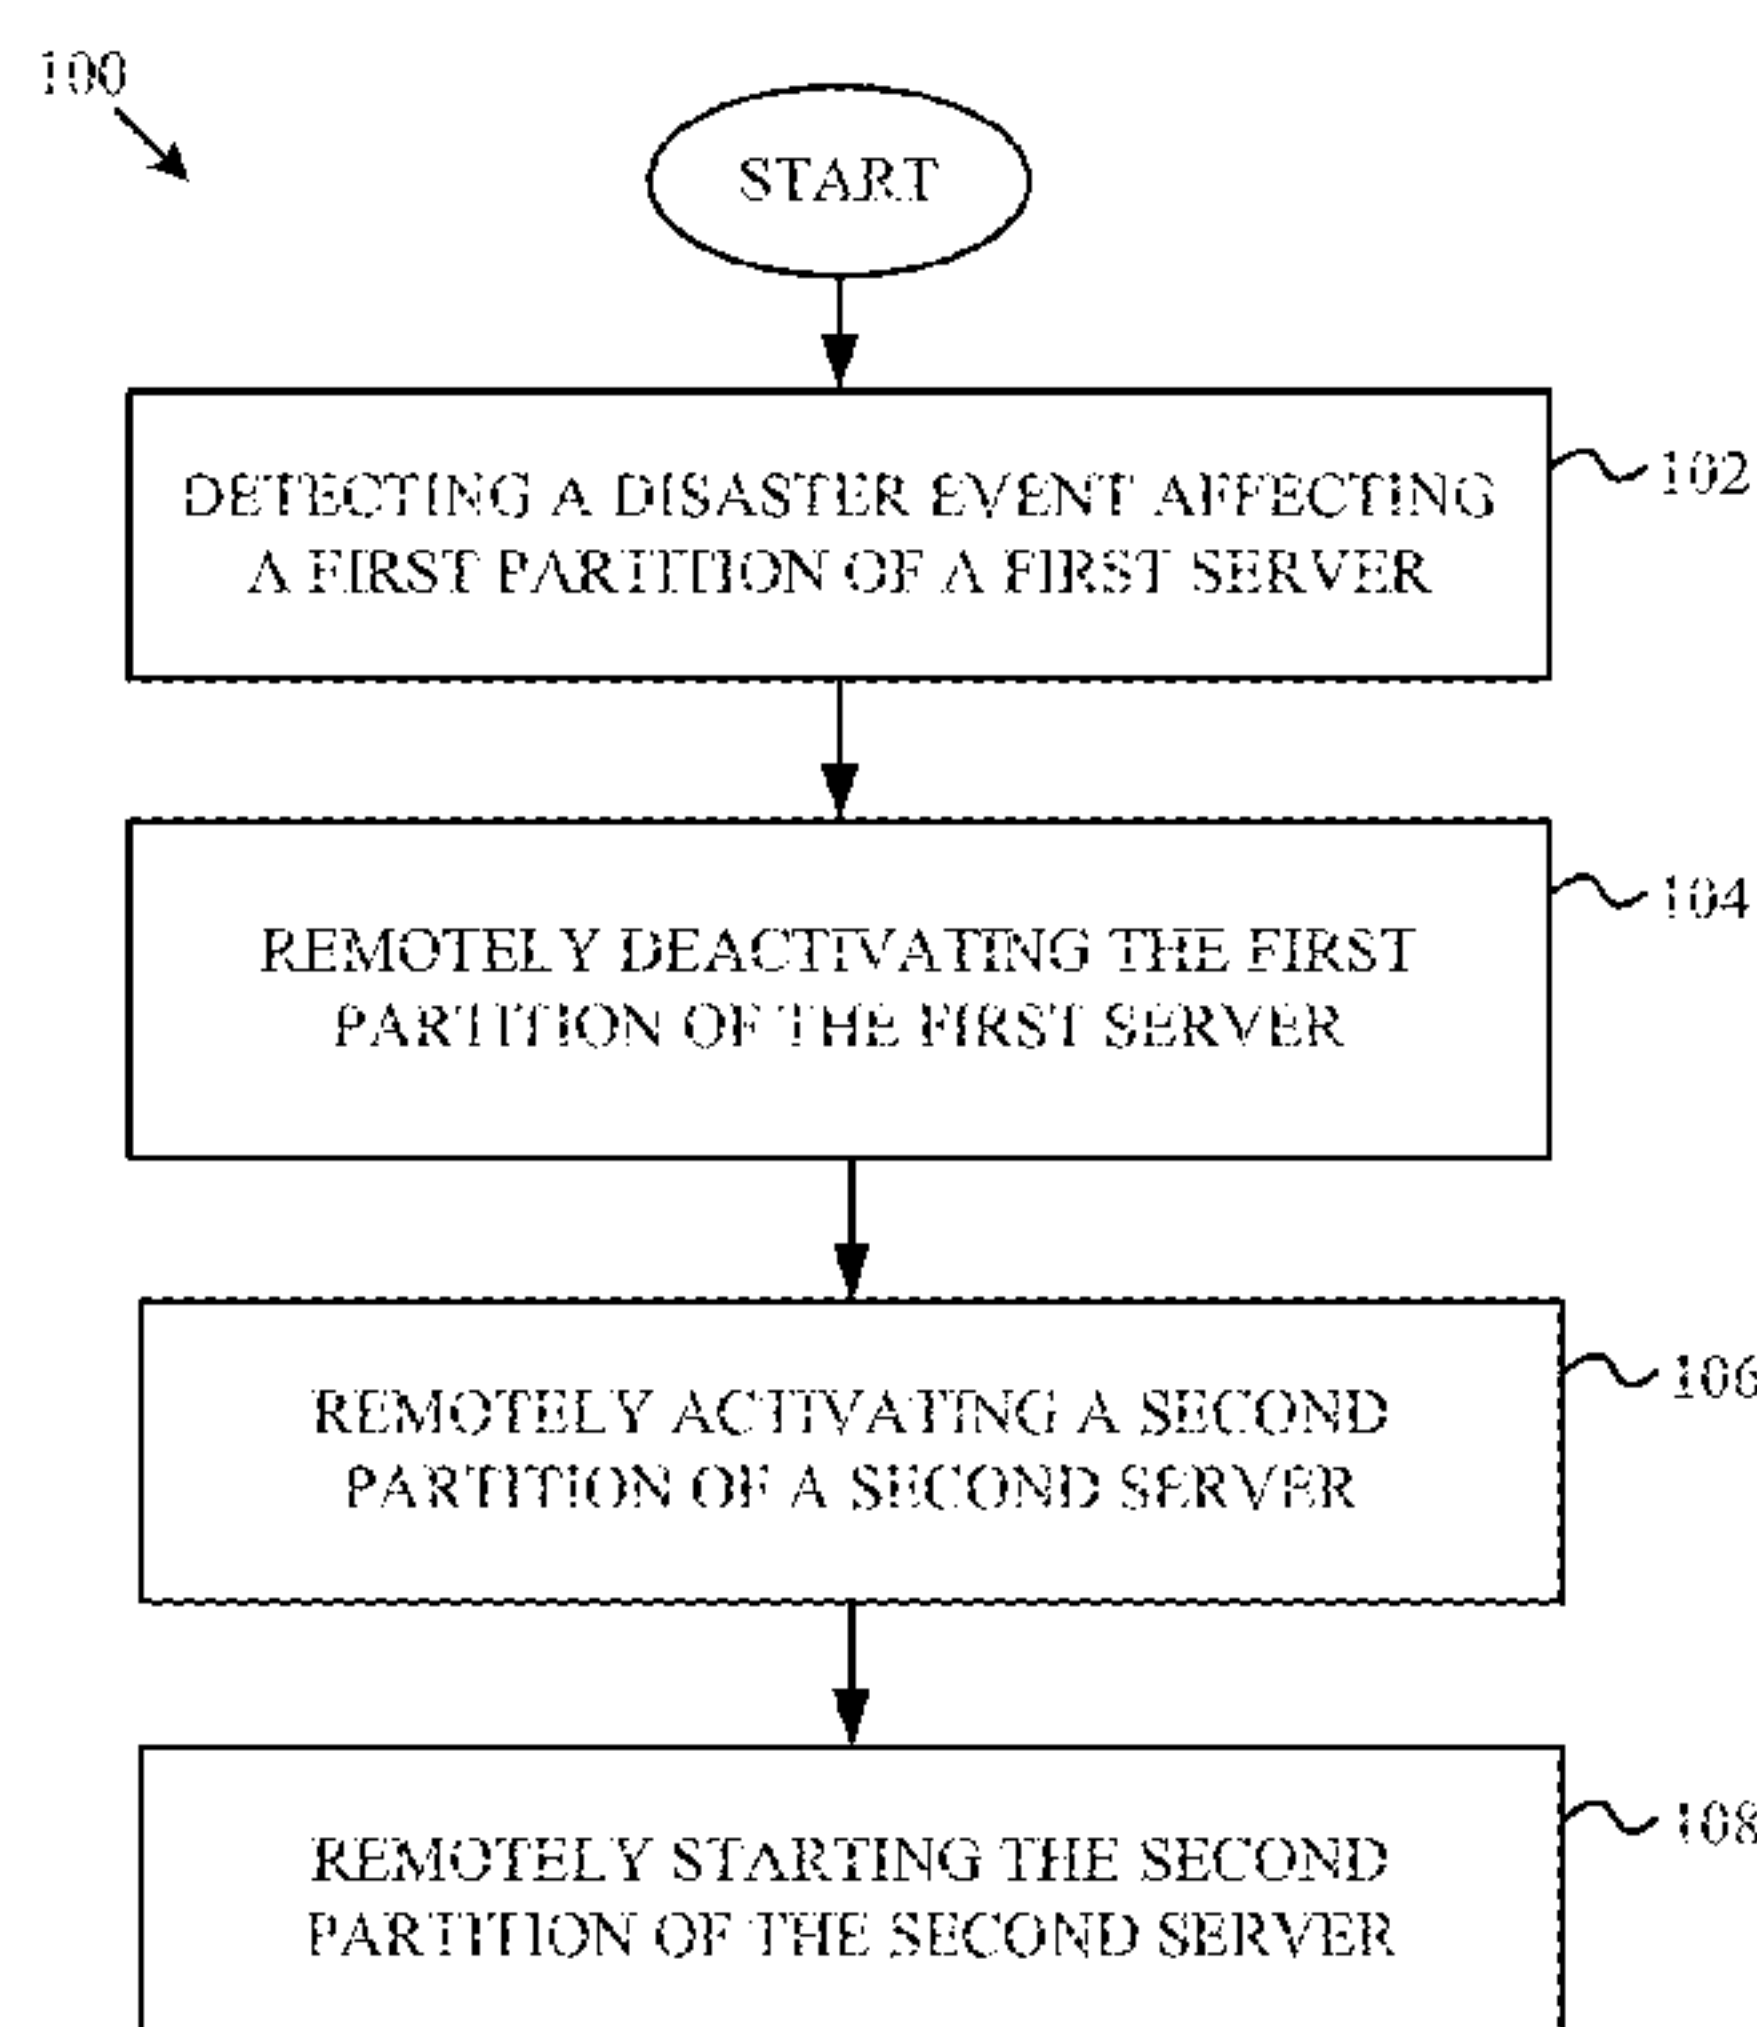 100
START
DETECTING A DISASTER EVENT AFFECTING
A FIRST PARTITION OF A FIRST SERVER
102
REMOTELY DEACTIVATING THE FIRST
PARTITION OF THE FIRST SERVER
104
REMOTELY ACTIVATING A SECOND
PARTITION OF A SECOND SERVER
106
REMOTELY STARTING THE SECOND
PARTITION OF THE SECOND SERVER
108